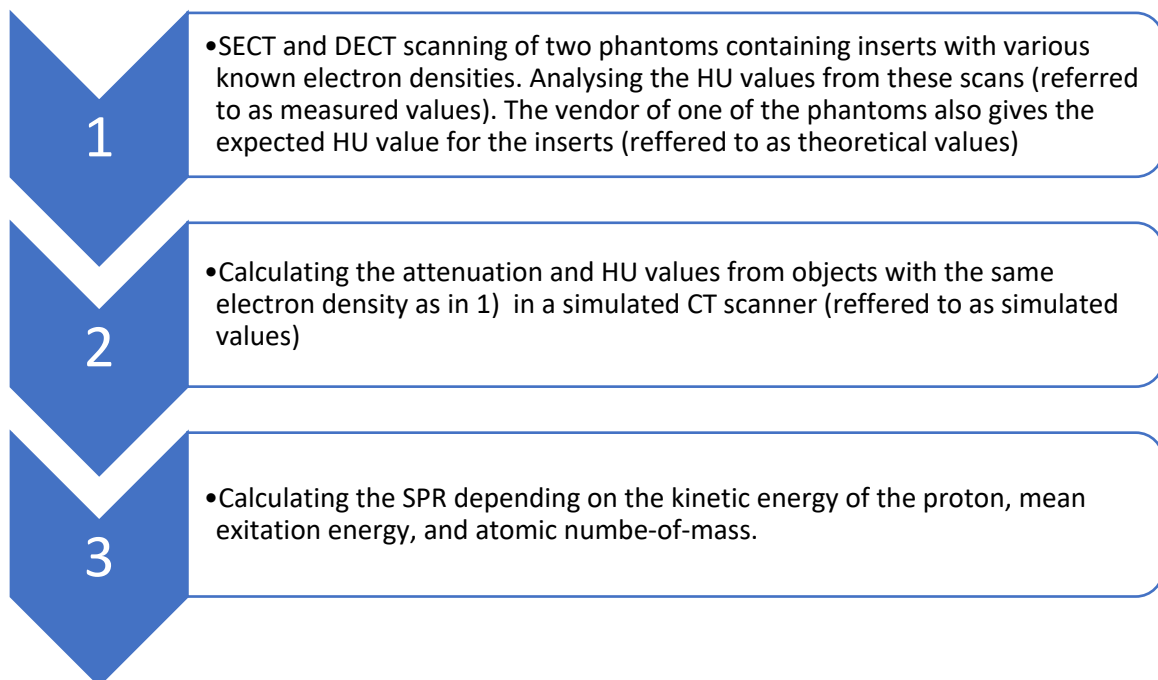 1
•SECT and DECT scanning of two phantoms containing inserts with various
known electron densities. Analysing the HU values from these scans (referred
to as measured values). The vendor of one of the phantoms also gives the
expected HU value for the inserts (reffered to as theoretical values)
2
•Calculating the attenuation and HU values from objects with the same
electron density as in 1)  in a simulated CT scanner (reffered to as simulated
values)
3
•Calculating the SPR depending on the kinetic energy of the proton, mean
exitation energy, and atomic numbe-of-mass.